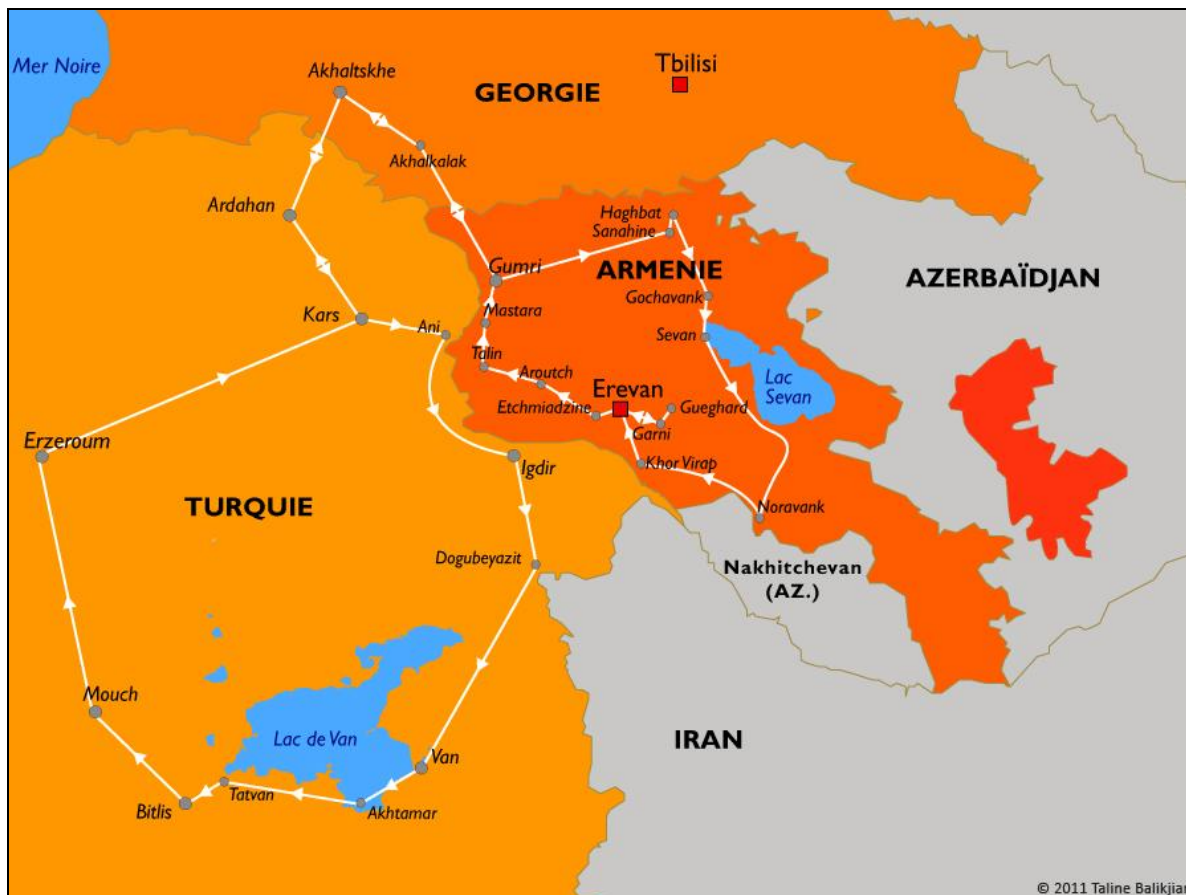 Mer Noire
Akhaltskhe
Tbilisi
GEORGIE
Akhalkalak
Ardahan
Haghbat
Sanahine
Gumri
ARMENIE
AZERBAÏDJAN
Gochavank
Kars
Ani
Mastara
Sevan
Talin
Aroutch
Lac
Sevan
Erevan
Etchmiadzine
Gueghard
Garni
Erzeroum
Igdir
Khor Virap
TURQUIE
Noravank
Dogubeyazit
Nakhitchevan
(AZ.)
Mouch
Lac de Van
IRAN
Van
Tatvan
Bitlis
Akhtamar
© 2011 Taline Balikjian